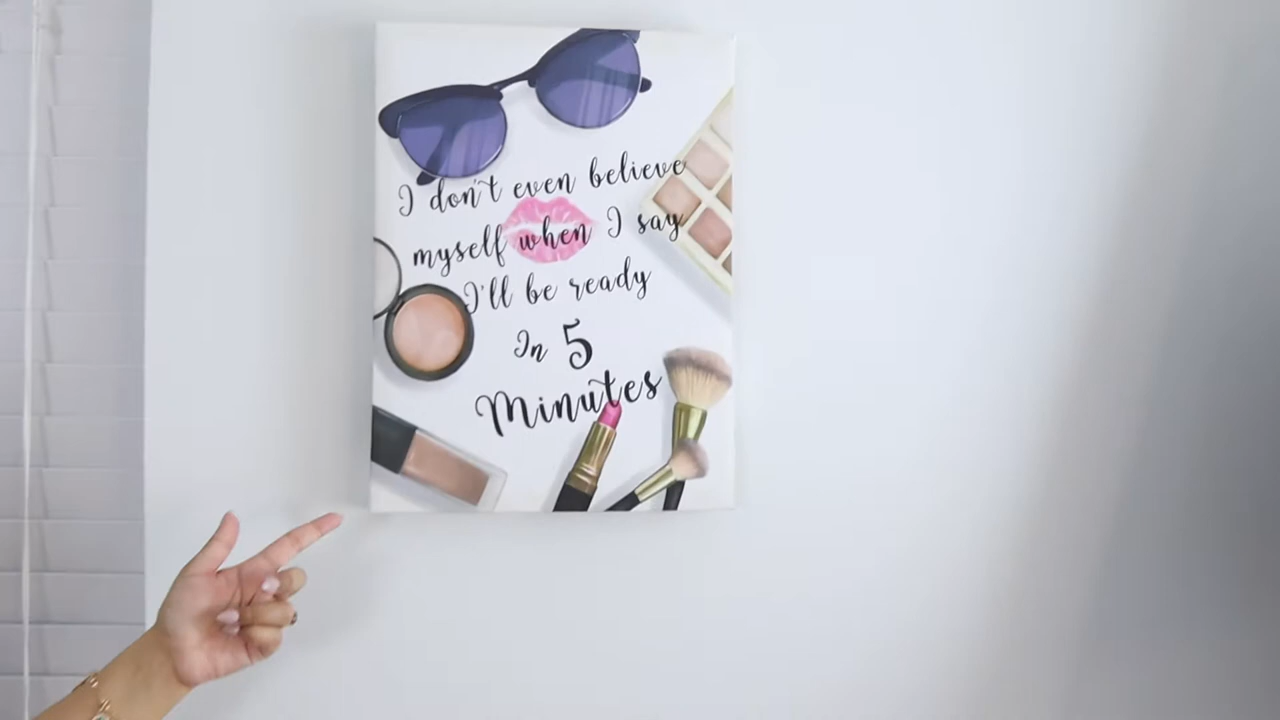 I don't even believe
myself when I say
I'll be ready
In 5
Minutes